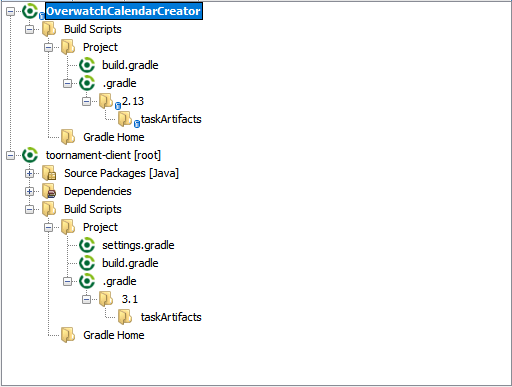 OverwatchCalendarCreator
Build Scripts
Project
build.gradle
.gradle
2.13
taskArtifacts
Gradle Home
toornament-client [root]
Source Packages [Java]
Dependencies
Build Scripts
Project
settings.gradle
build.gradle
.gradle
3.1
taskArtifacts
Gradle Home